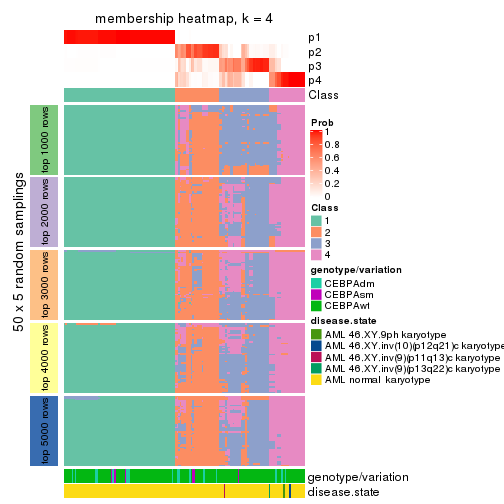 membership heatmap, k = 4
p1
p2
p3
p4
Class
50 x 5 random samplings
top 1000 rows
top 2000 rows
top 3000 rows
top 4000 rows
top 5000 rows
Prob
1
0.8
0.6
0.4
0.2
0
Class
1
2
3
4
genotype/variation
CEBPAdm
CEBPAsm
CEBPAwt
disease.state
AML 46,XY,9ph karyotype
AML 46,XY,inv(10)(p12q21)c karyotype
AML 46,XY,inv(9)(p11q13)c karyotype
AML 46,XY,inv(9)(p13q22)c karyotype
AML normal karyotype
genotype/variation
disease.state